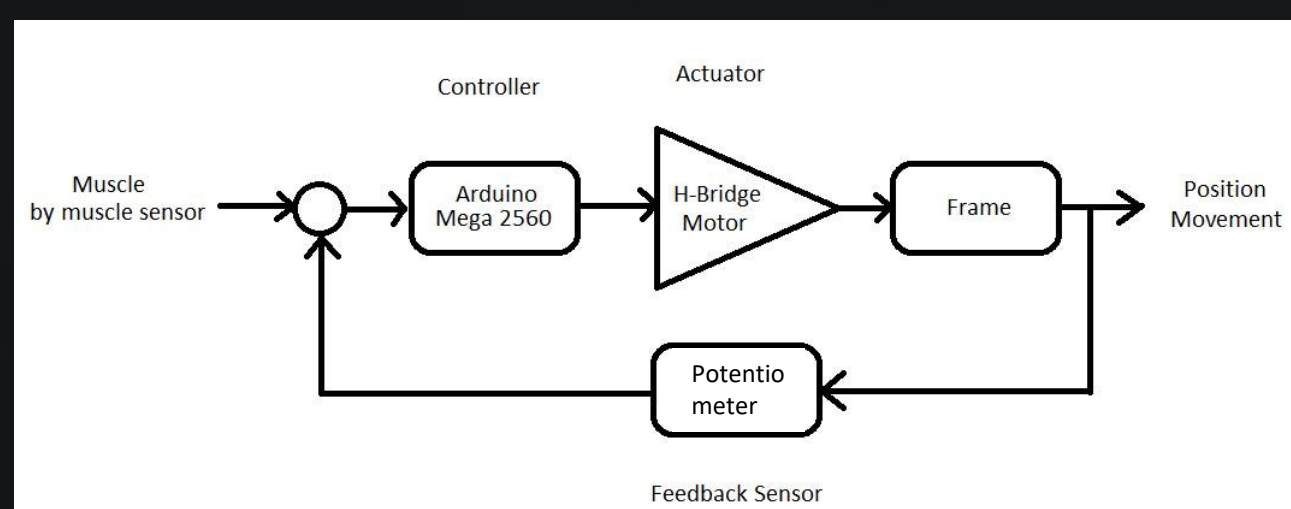 Controller
Actuator
Muscle
by muscle sensor
Arduino
Mega 2560
H-Bridge
Motor
Frame
Position
Movement
Potentio
meter
Feedback Sensor